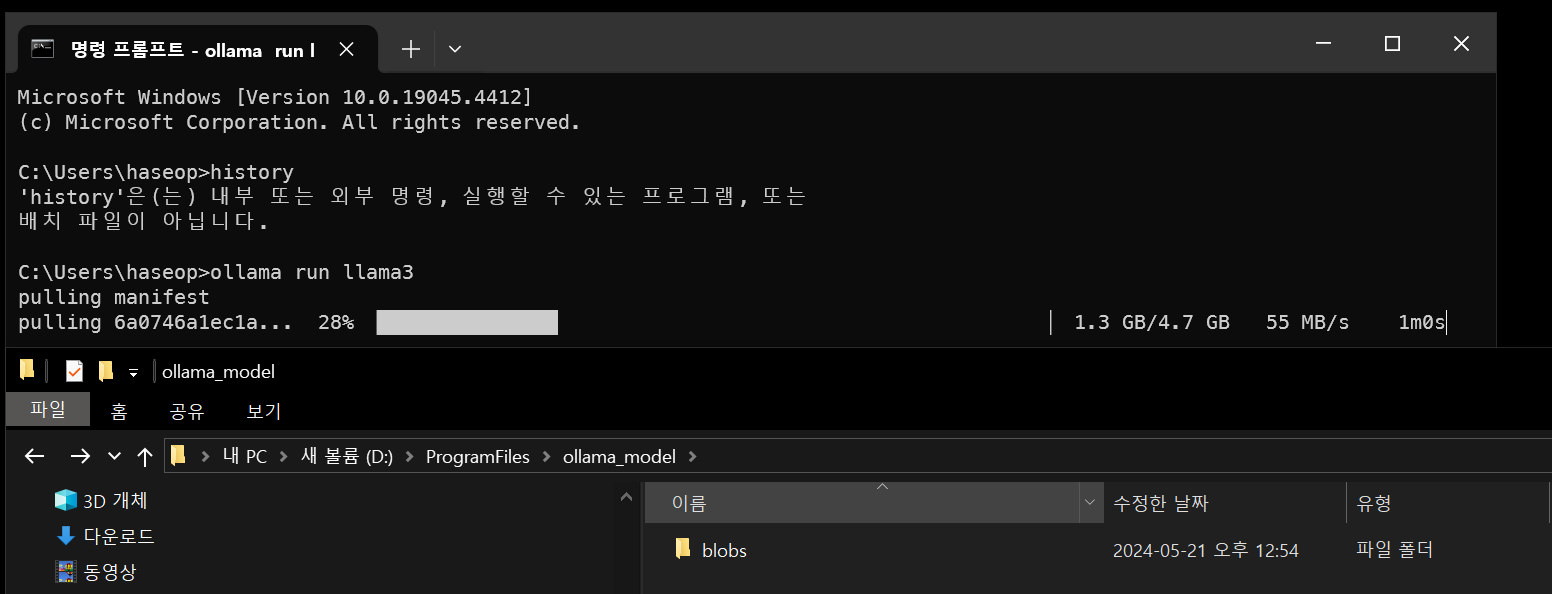 명령 프롬프트 - ollama  run l
Microsoft Windows [Version 10.0.19045.4412]
(c) Microsoft Corporation. All rights reserved.
C:\Users\haseop>history
'history'은(는) 내부 또는 외부 명령, 실행할 수 있는 프로그램, 또는
배치 파일이 아닙니다.
C:\Users\haseop>ollama run llama3
pulling manifest
pulling 6a0746a1ec1a...  28% | 1.3 GB/4.7 GB   55 MB/s    1m0s
ollama_model
파일 홈 공유 보기
내 PC > 새 볼륨 (D:) > ProgramFiles > ollama_model >
3D 개체
다운로드
동영상
이름 수정한 날짜 유형
blobs 2024-05-21 오후 12:54 파일 폴더